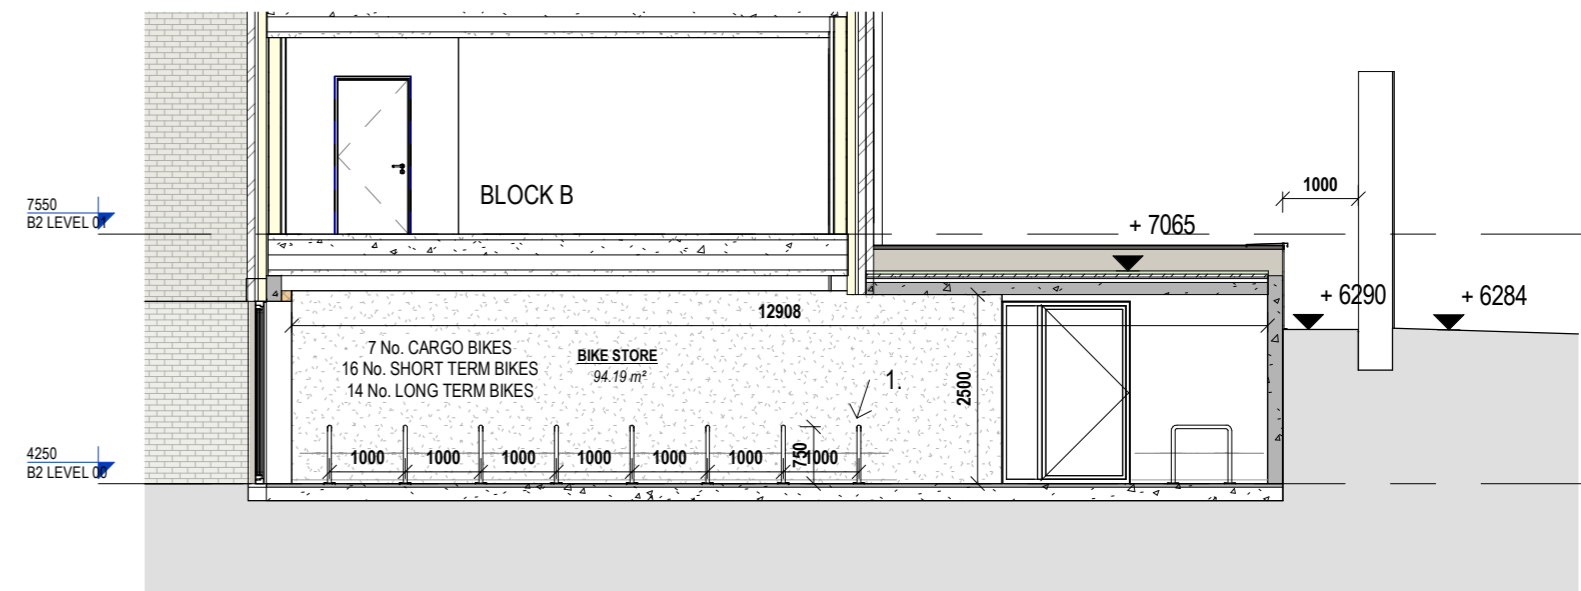 BLOCK B
7550
B2 LEVEL 01
1000
+ 7065
+ 6290
+ 6284
12908
7 No. CARGO BIKES
16 No. SHORT TERM BIKES
14 No. LONG TERM BIKES
BIKE STORE
94.19 m²
1.
2500
4250
B2 LEVEL 00
1000
1000
1000
1000
1000
1000
750
1000